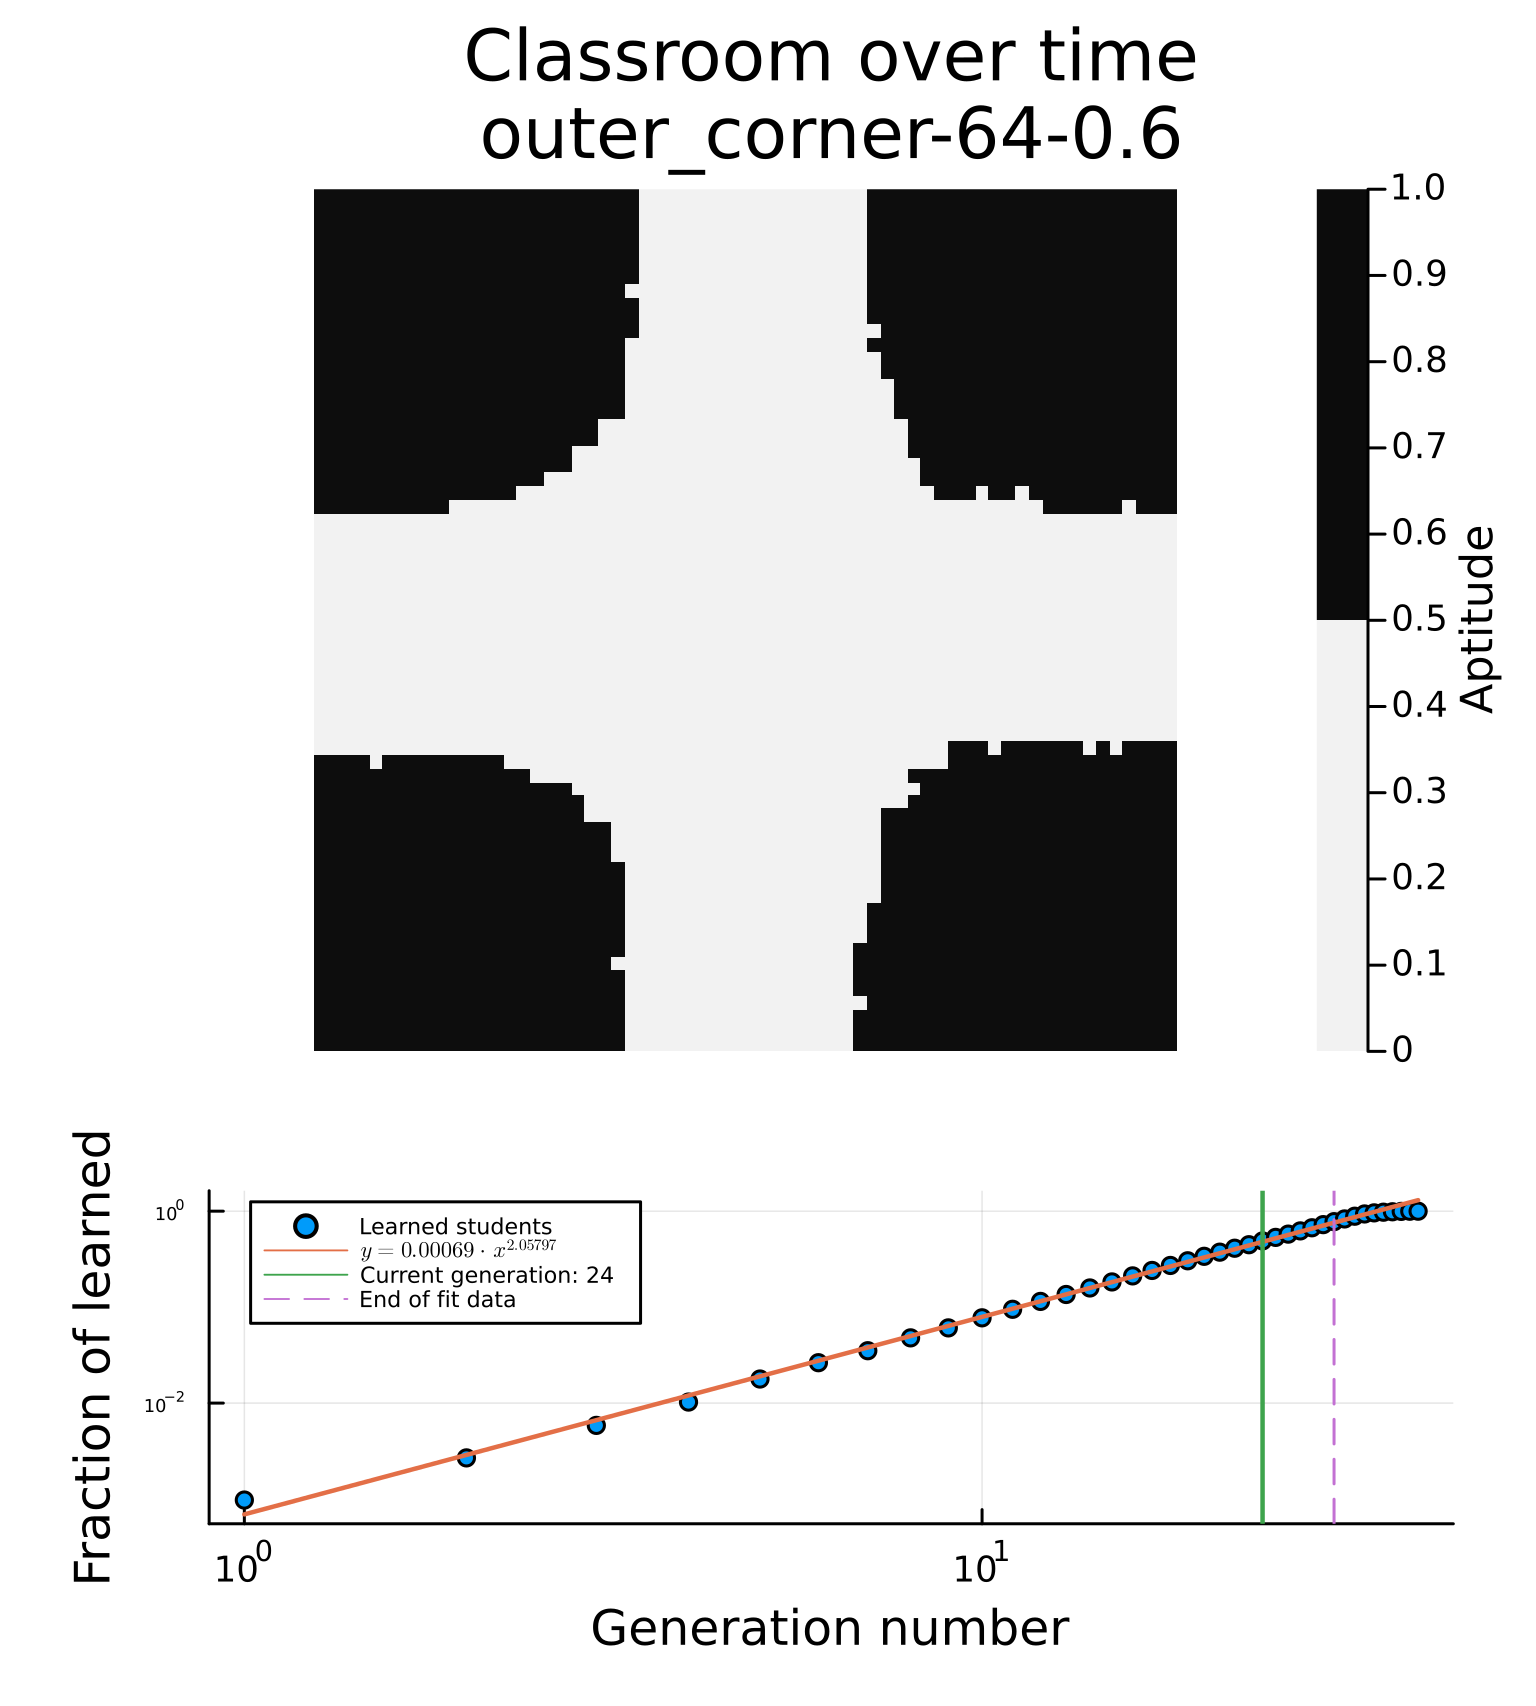 Classroom over time
outer_corner-64-0.6
1.0
0.9
0.8
0.7
0.6
0.5
0.4
0.3
0.2
0.1
0
Aptitude
Fraction of learned
10⁰
10⁻²
Learned students
y = 0.00069 · x^2.05797
Current generation: 24
End of fit data
10⁰
10¹
Generation number